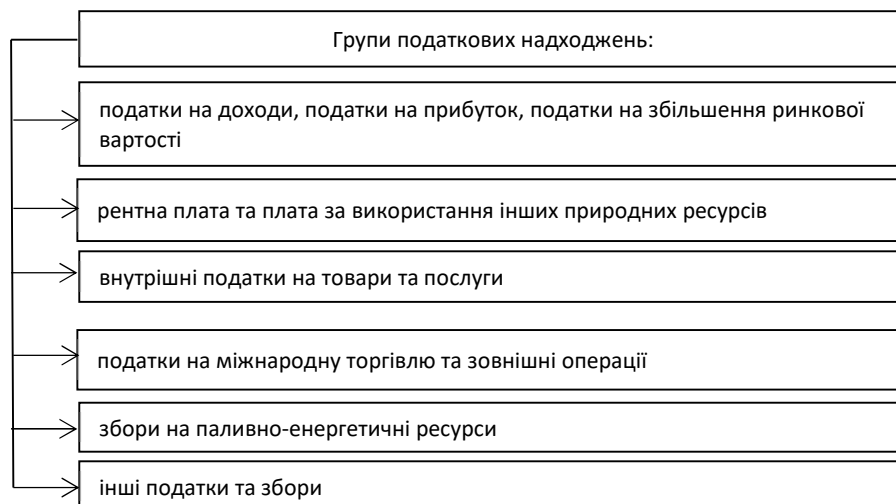 Групи податкових надходжень:
податки на доходи, податки на прибуток, податки на збільшення ринкової
вартості
рентна плата та плата за використання інших природних ресурсів
внутрішні податки на товари та послуги
податки на міжнародну торгівлю та зовнішні операції
збори на паливно-енергетичні ресурси
інші податки та збори